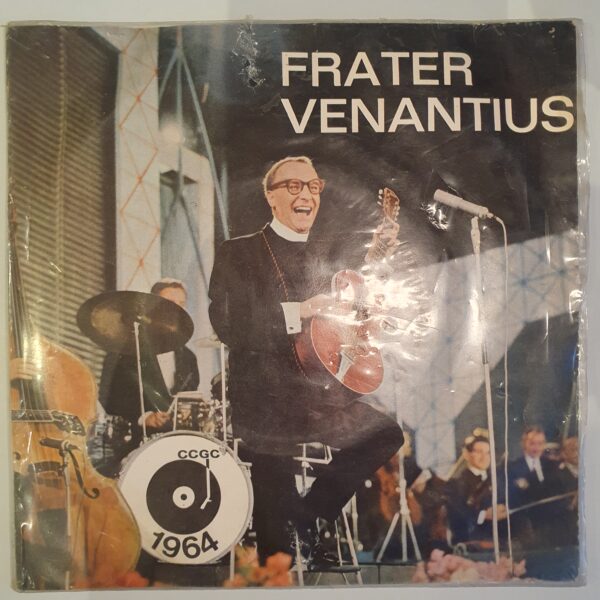 FRATER
VENANTIUS
CCGC
1964